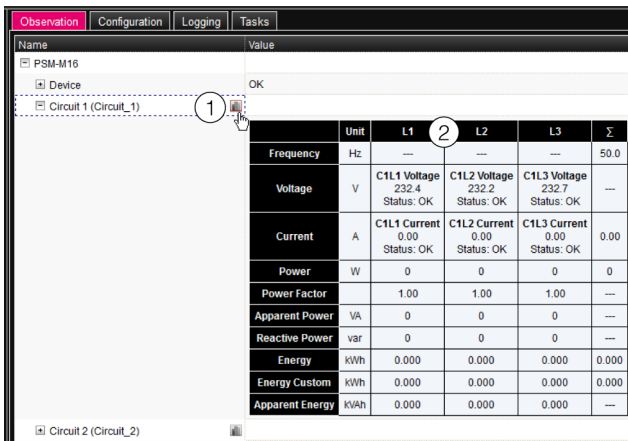 Observation Configuration Logging Tasks
Name Value
PSM-M16
Device OK
Circuit 1 (Circuit_1) 1
Unit L1 2 L2 L3 Σ
Frequency Hz --- --- --- 50.0
C1L1 Voltage C1L2 Voltage C1L3 Voltage
Voltage V 232.4 232.2 232.7 ---
Status: OK Status: OK Status: OK
C1L1 Current C1L2 Current C1L3 Current
Current A 0.00 0.00 0.00 0.00
Status: OK Status: OK Status: OK
Power W 0 0 0 0
Power Factor 1.00 1.00 1.00 ---
Apparent Power VA 0 0 0 ---
Reactive Power var 0 0 0 ---
Energy kWh 0.000 0.000 0.000 0.000
Energy Custom kWh 0.000 0.000 0.000 0.000
Apparent Energy kVAh 0.000 0.000 0.000 ---
Circuit 2 (Circuit_2)